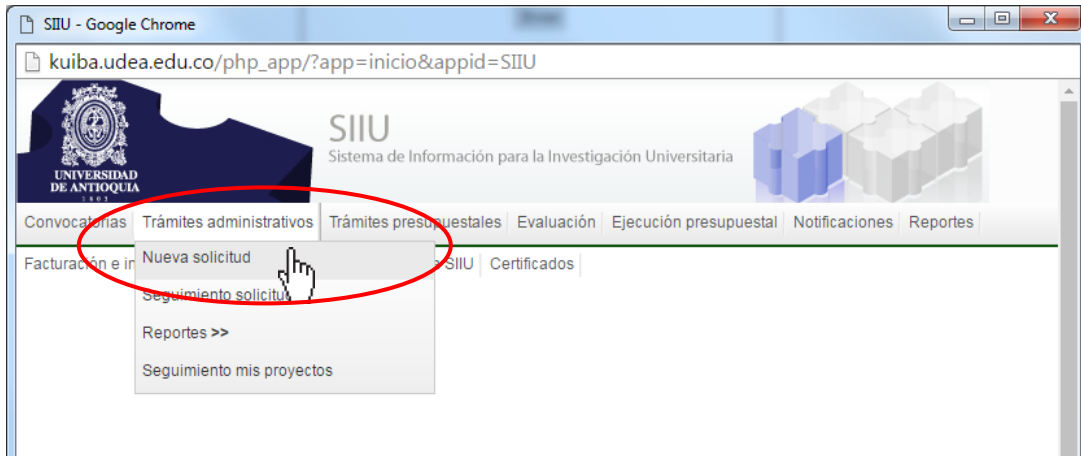 SIIU - Google Chrome
kuiba.udea.edu.co/php_app/?app=inicio&appid=SIIU
UNIVERSIDAD
DE ANTIOQUIA
1803
SIIU
Sistema de Información para la Investigación Universitaria
Convocatorias Trámites administrativos Trámites presupuestales Evaluación Ejecución presupuestal Notificaciones Reportes
Facturación e SIIU Certificados
Nueva solicitud
Seguimiento
Reportes >>
Seguimiento mis proyectos